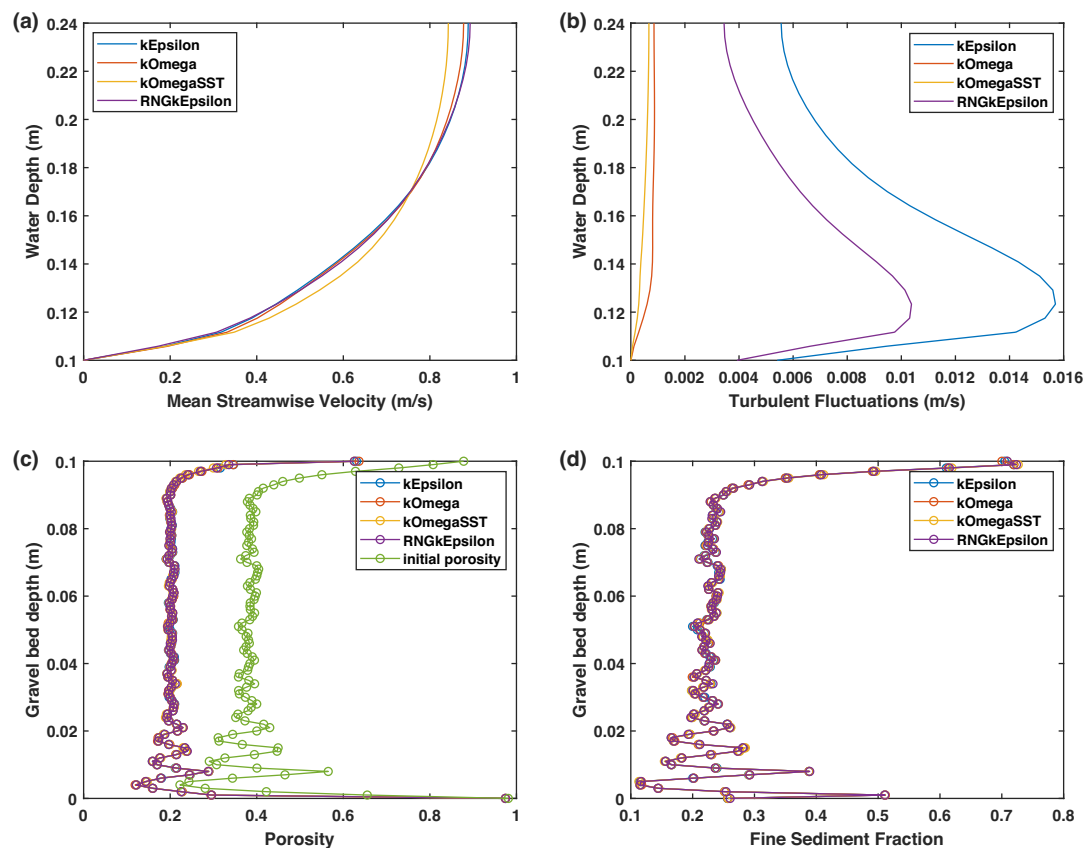 (a)
0.24
0.22
0.2
0.18
0.16
0.14
0.12
0.1
Water Depth (m)
kEpsilon
kOmega
kOmegaSST
RNGkEpsilon
0 0.2 0.4 0.6 0.8 1
Mean Streamwise Velocity (m/s)
(b)
0.24
0.22
0.2
0.18
0.16
0.14
0.12
0.1
Water Depth (m)
kEpsilon
kOmega
kOmegaSST
RNGkEpsilon
0 0.002 0.004 0.006 0.008 0.01 0.012 0.014 0.016
Turbulent Fluctuations (m/s)
(c)
0.1
0.08
0.06
0.04
0.02
0
Gravel bed depth (m)
kEpsilon
kOmega
kOmegaSST
RNGkEpsilon
initial porosity
0 0.2 0.4 0.6 0.8 1
Porosity
(d)
0.1
0.08
0.06
0.04
0.02
0
Gravel bed depth (m)
kEpsilon
kOmega
kOmegaSST
RNGkEpsilon
0.1 0.2 0.3 0.4 0.5 0.6 0.7 0.8
Fine Sediment Fraction